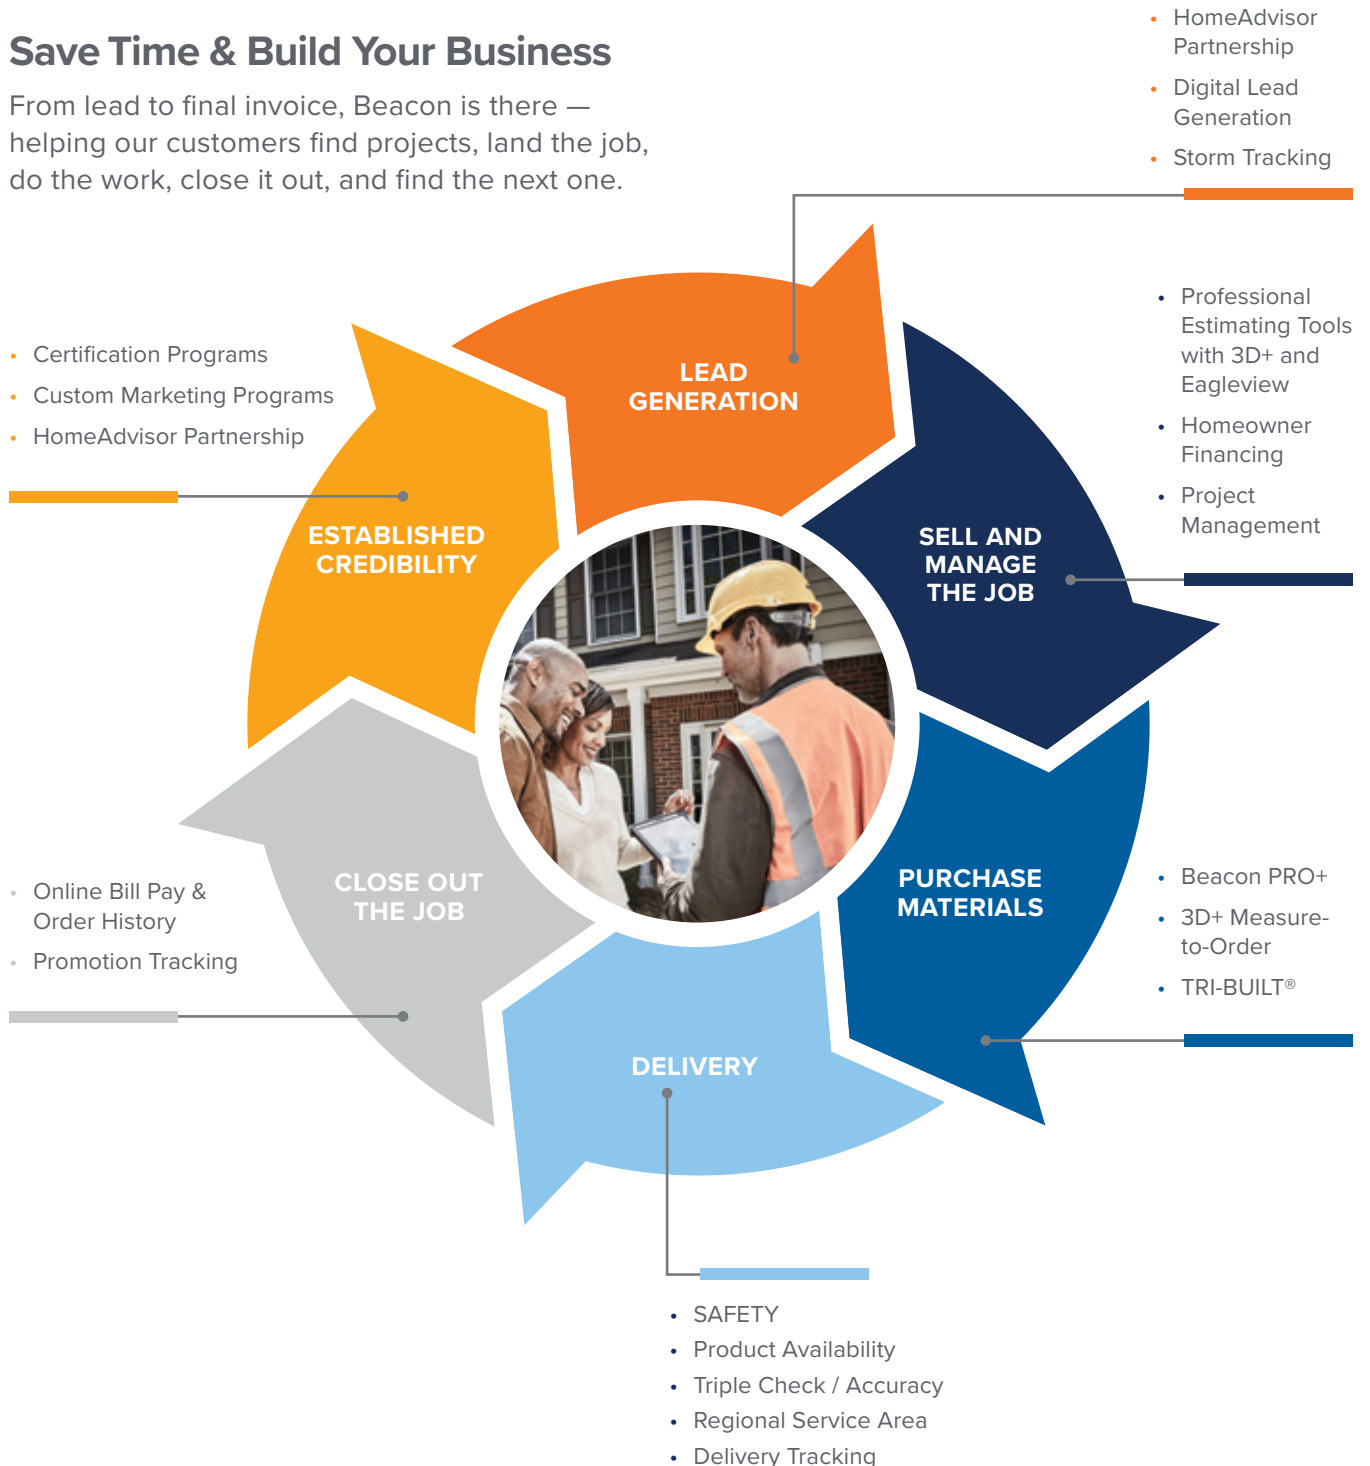 Save Time & Build Your Business
From lead to final invoice, Beacon is there —
helping our customers find projects, land the job,
do the work, close it out, and find the next one.
• HomeAdvisor
Partnership
• Digital Lead
Generation
• Storm Tracking
LEAD
GENERATION
• Professional
Estimating Tools
with 3D+ and
Eagleview
• Homeowner
Financing
• Project
Management
SELL AND
MANAGE
THE JOB
• Beacon PRO+
• 3D+ Measure-
to-Order
• TRI-BUILT®
PURCHASE
MATERIALS
DELIVERY
• SAFETY
• Product Availability
• Triple Check / Accuracy
• Regional Service Area
• Delivery Tracking
CLOSE OUT
THE JOB
• Online Bill Pay &
Order History
• Promotion Tracking
ESTABLISHED
CREDIBILITY
• Certification Programs
• Custom Marketing Programs
• HomeAdvisor Partnership